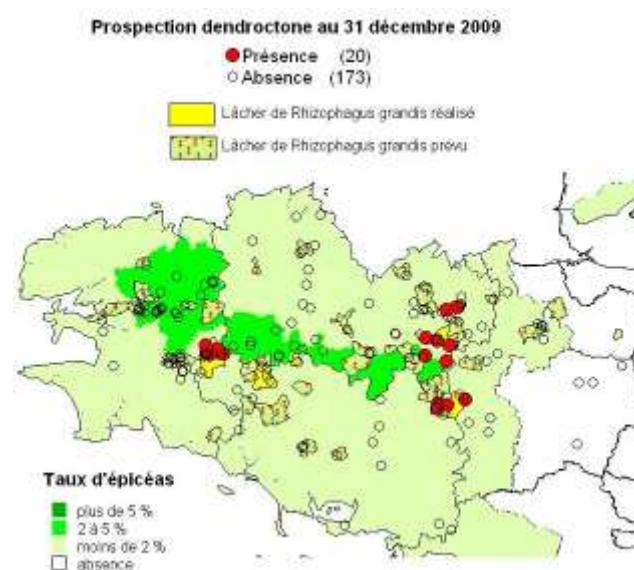 Prospection dendroctone au 31 décembre 2009
Présence (20)
Absence (173)
Lâcher de Rhizophagus grandis réalisé
Lâcher de Rhizophagus grandis prévu
Taux d'épicéas
plus de 5 %
2 à 5 %
moins de 2 %
absence